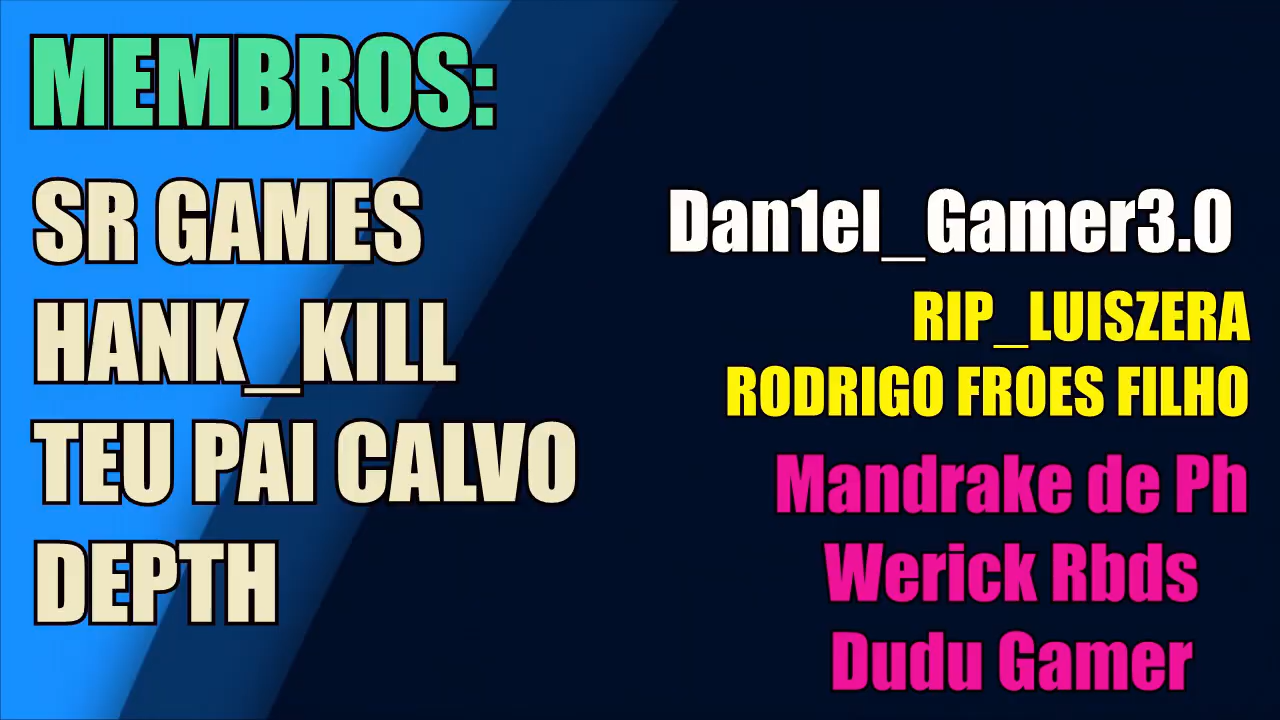 MEMBROS:
SR GAMES
HANK_KILL
TEU PAI CALVO
DEPTH
Dan1el_Gamer3.0
RIP_LUISZERA
RODRIGO FROES FILHO
Mandrake de Ph
Werick Rbds
Dudu Gamer